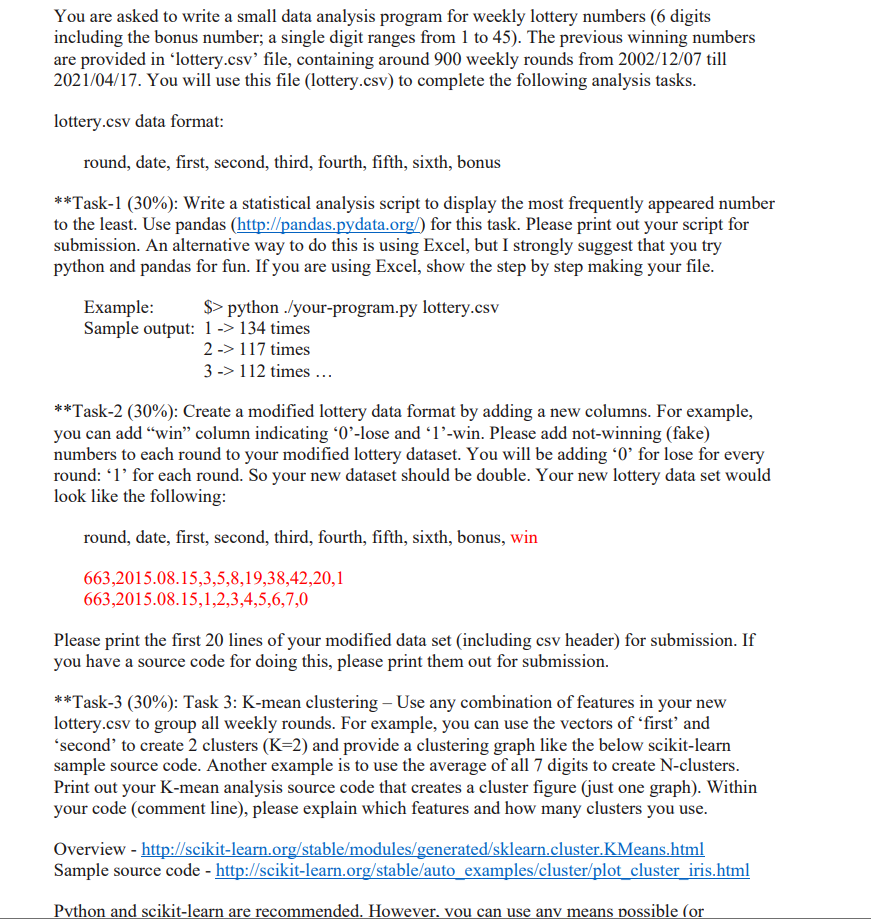 You are asked to write a small data analysis program for weekly lottery numbers (6 digits
including the bonus number; a single digit ranges from 1 to 45). The previous winning numbers
are provided in ‘lottery.csv’ file, containing around 900 weekly rounds from 2002/12/07 till
2021/04/17. You will use this file (lottery.csv) to complete the following analysis tasks.
lottery.csv data format:
round, date, first, second, third, fourth, fifth, sixth, bonus
**Task-1 (30%): Write a statistical analysis script to display the most frequently appeared number
to the least. Use pandas (http://pandas.pydata.org/) for this task. Please print out your script for
submission. An alternative way to do this is using Excel, but I strongly suggest that you try
python and pandas for fun. If you are using Excel, show the step by step making your file.
Example: $> python ./your-program.py lottery.csv
Sample output: 1 -> 134 times
2 -> 117 times
3 -> 112 times …
**Task-2 (30%): Create a modified lottery data format by adding a new columns. For example,
you can add “win” column indicating ‘0’-lose and ‘1’-win. Please add not-winning (fake)
numbers to each round to your modified lottery dataset. You will be adding ‘0’ for lose for every
round: ‘1’ for each round. So your new dataset should be double. Your new lottery data set would
look like the following:
round, date, first, second, third, fourth, fifth, sixth, bonus, win
663,2015.08.15,3,5,8,19,38,42,20,1
663,2015.08.15,1,2,3,4,5,6,7,0
Please print the first 20 lines of your modified data set (including csv header) for submission. If
you have a source code for doing this, please print them out for submission.
**Task-3 (30%): Task 3: K-mean clustering – Use any combination of features in your new
lottery.csv to group all weekly rounds. For example, you can use the vectors of ‘first’ and
‘second’ to create 2 clusters (K=2) and provide a clustering graph like the below scikit-learn
sample source code. Another example is to use the average of all 7 digits to create N-clusters.
Print out your K-mean analysis source code that creates a cluster figure (just one graph). Within
your code (comment line), please explain which features and how many clusters you use.
Overview - http://scikit-learn.org/stable/modules/generated/sklearn.cluster.KMeans.html
Sample source code - http://scikit-learn.org/stable/auto_examples/cluster/plot_cluster_iris.html
Python and scikit-learn are recommended. However, you can use any means possible (or